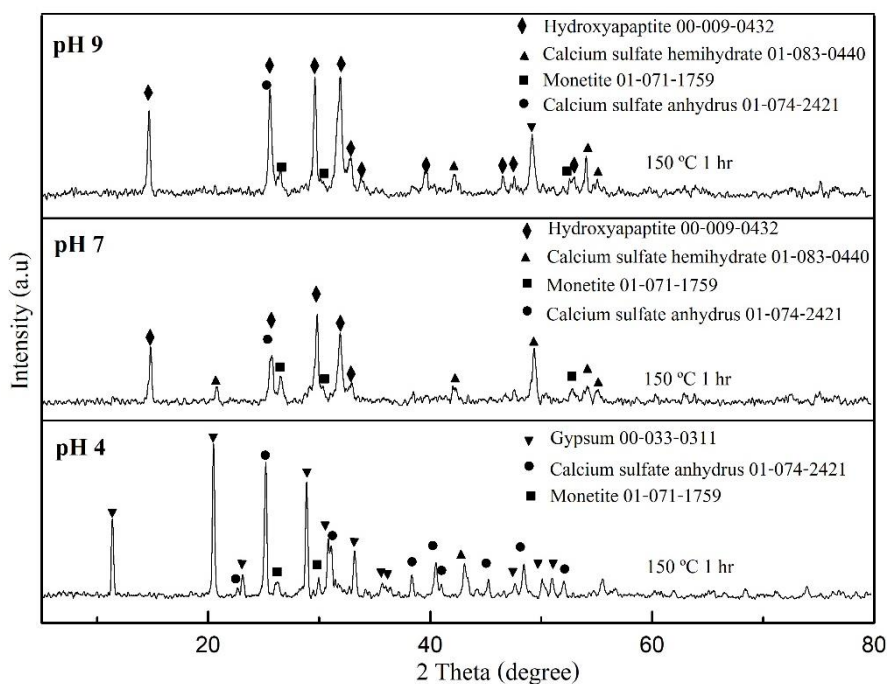 pH 9
Hydroxyapaptite 00-009-0432
Calcium sulfate hemihydrate 01-083-0440
Monetite 01-071-1759
Calcium sulfate anhydrus 01-074-2421
150 ºC 1 hr
pH 7
Hydroxyapaptite 00-009-0432
Calcium sulfate hemihydrate 01-083-0440
Monetite 01-071-1759
Calcium sulfate anhydrus 01-074-2421
150 ºC 1 hr
pH 4
Gypsum 00-033-0311
Calcium sulfate anhydrus 01-074-2421
Monetite 01-071-1759
150 ºC 1 hr
Intensity (a.u)
20 40 60 80
2 Theta (degree)